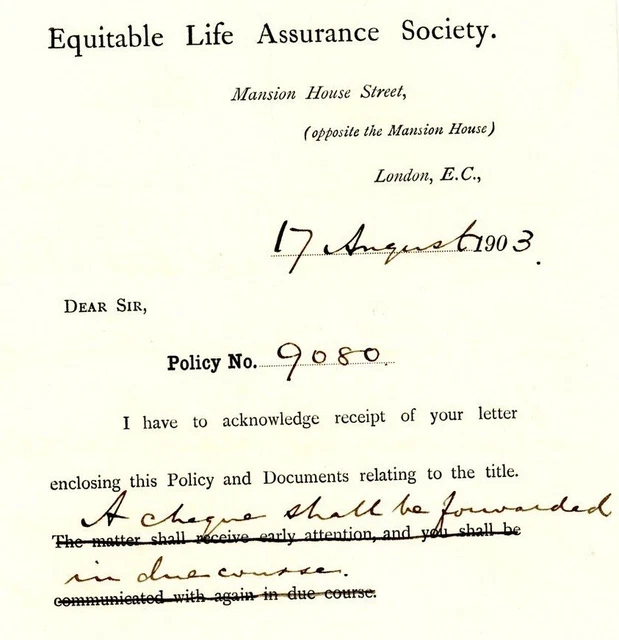 Equitable Life Assurance Society.
Mansion House Street,
(opposite the Mansion House)
London, E.C.,
17 August 1903.
DEAR SIR,
Policy No. 9080
I have to acknowledge receipt of your letter
enclosing this Policy and Documents relating to the title.
A cheque shall be forwarded
The matter shall receive early attention, and you shall be
in due course.
communicated with again in due course.